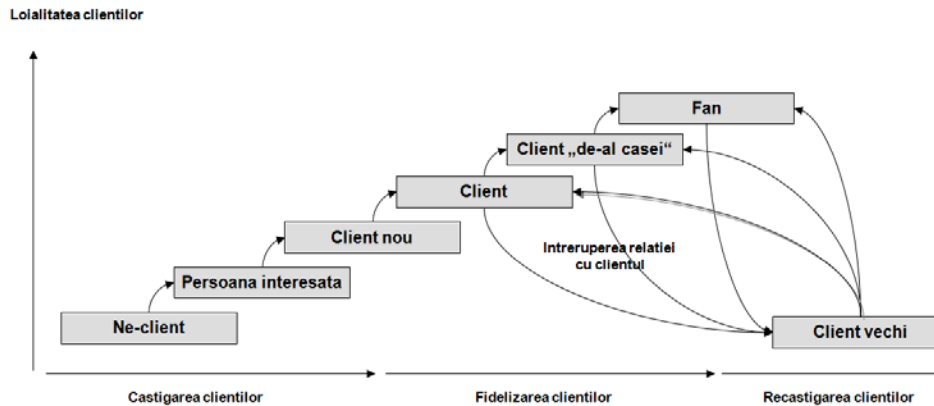 Loialitatea clientilor
Fan
Client „de-al casei“
Client
Client nou
Intreruperea relatiei
cu clientul
Persoana interesata
Ne-client
Client vechi
Castigarea clientilor
Fidelizarea clientilor
Recastigarea clientilor